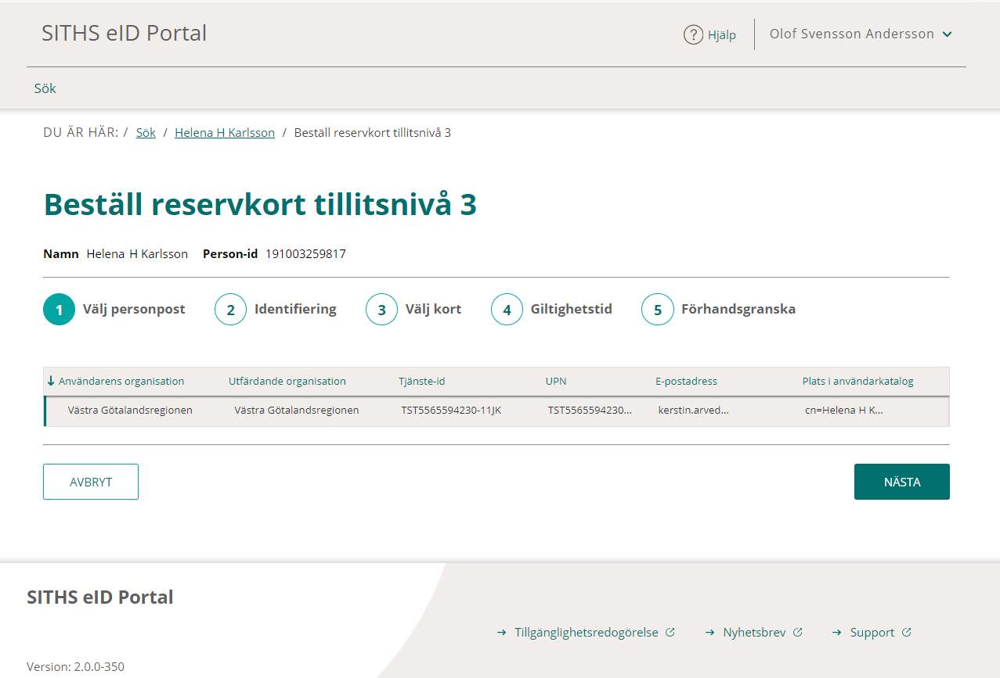 SITHS eID Portal
? Hjälp
Olof Svensson Andersson
Sök
DU ÄR HÄR: / Sök / Helena H Karlsson / Beställ reservkort tillitsnivå 3
Beställ reservkort tillitsnivå 3
Namn Helena H Karlsson Person-id 191003259817
1 Välj personpost 2 Identifiering 3 Välj kort 4 Giltighetstid 5 Förhandsgranska
↓ Användarens organisation Utfärdande organisation Tjänste-id UPN E-postadress Plats i användarkatalog
Västra Götalandsregionen Västra Götalandsregionen TST5565594230-11JK TST5565594230... kerstin.arved... cn=Helena H K...
AVBRYT NÄSTA
SITHS eID Portal
→ Tillgänglighetsredogörelse → Nyhetsbrev → Support
Version: 2.0.0-350